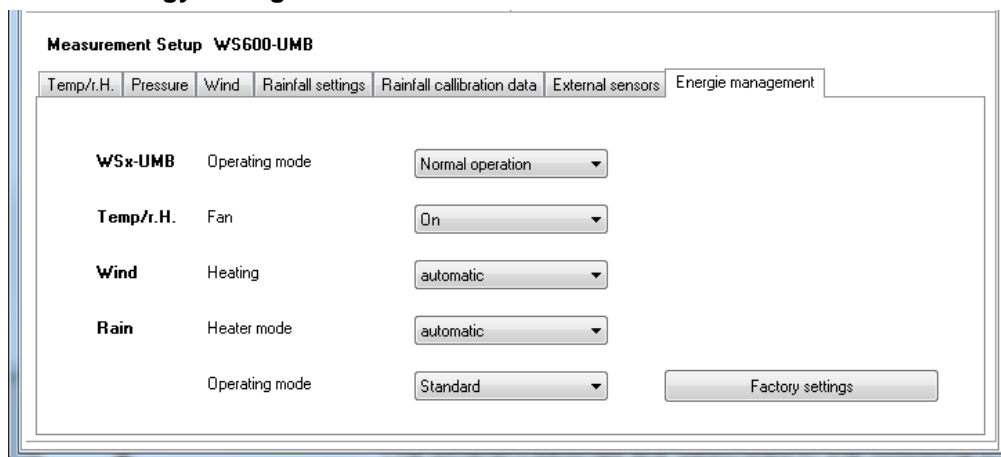 Measurement Setup WS600-UMB
Temp/r.H. Pressure Wind Rainfall settings Rainfall callibration data External sensors Energie management
WSx-UMB Operating mode Normal operation
Temp/r.H. Fan On
Wind Heating automatic
Rain Heater mode automatic
Operating mode Standard Factory settings